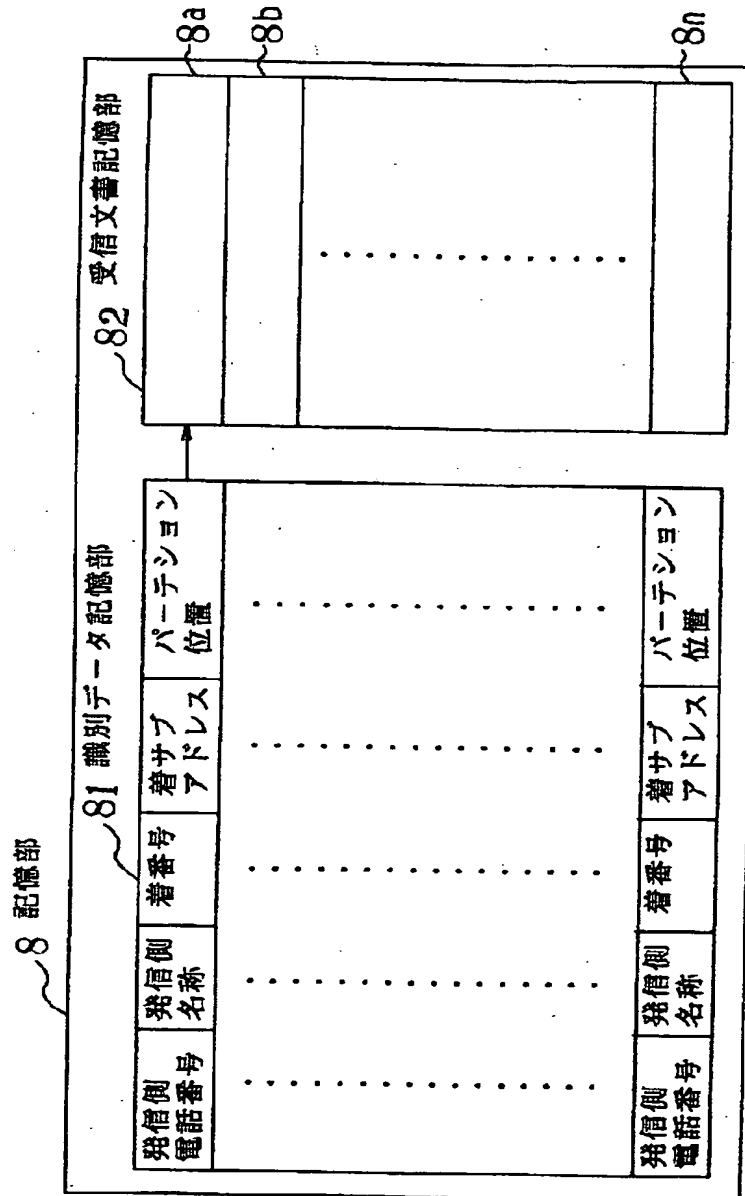 8 記憶部
81 識別データ記憶部
82 受信文書記憶部
発信側
電話番号
発信側
名称
着番号
着サブ
アドレス
パーテション
位置
8a
8b
発信側
電話番号
発信側
名称
着番号
着サブ
アドレス
パーテション
位置
8n